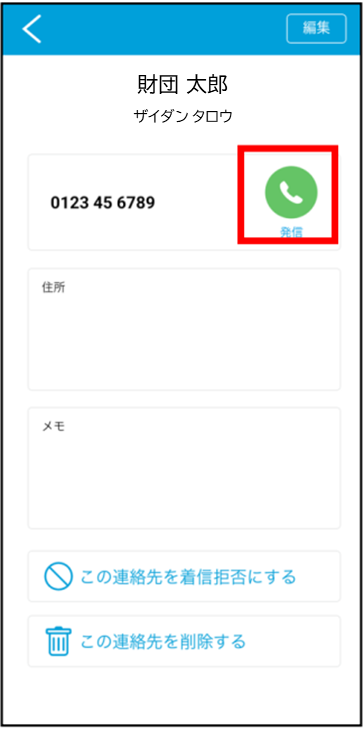 編集
財団 太郎
ザイダン タロウ
0123 45 6789
発信
住所
メモ
この連絡先を着信拒否にする
この連絡先を削除する